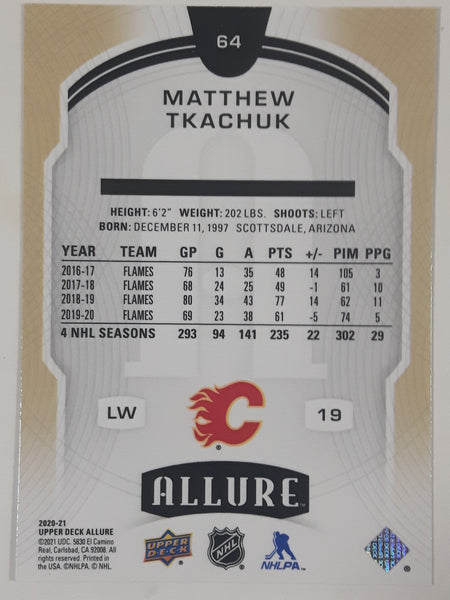 64
MATTHEW
TKACHUK
HEIGHT: 6'2" WEIGHT: 202 LBS. SHOOTS: LEFT
BORN: DECEMBER 11, 1997 SCOTTSDALE, ARIZONA
YEAR TEAM GP G A PTS +/- PIM PPG
2016-17 FLAMES 76 13 35 48 14 105 3
2017-18 FLAMES 68 24 25 49 -1 61 10
2018-19 FLAMES 80 34 43 77 14 62 11
2019-20 FLAMES 69 23 38 61 -5 74 5
4 NHL SEASONS 293 94 141 235 22 302 29
LW C ® 19
ALLURE™
2020-21
UPPER DECK ALLURE
©2021 UDC. 5830 El Camino
Real, Carlsbad, CA 92008. All
rights reserved. Printed in
the USA. ©NHLPA. © NHL.
UPPER DECK
NHL
NHLPA